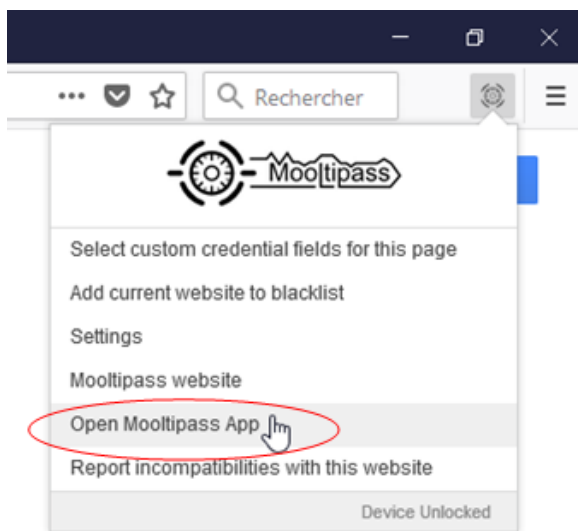 Rechercher
Mooltipass
Select custom credential fields for this page
Add current website to blacklist
Settings
Mooltipass website
Open Mooltipass App
Report incompatibilities with this website
Device Unlocked